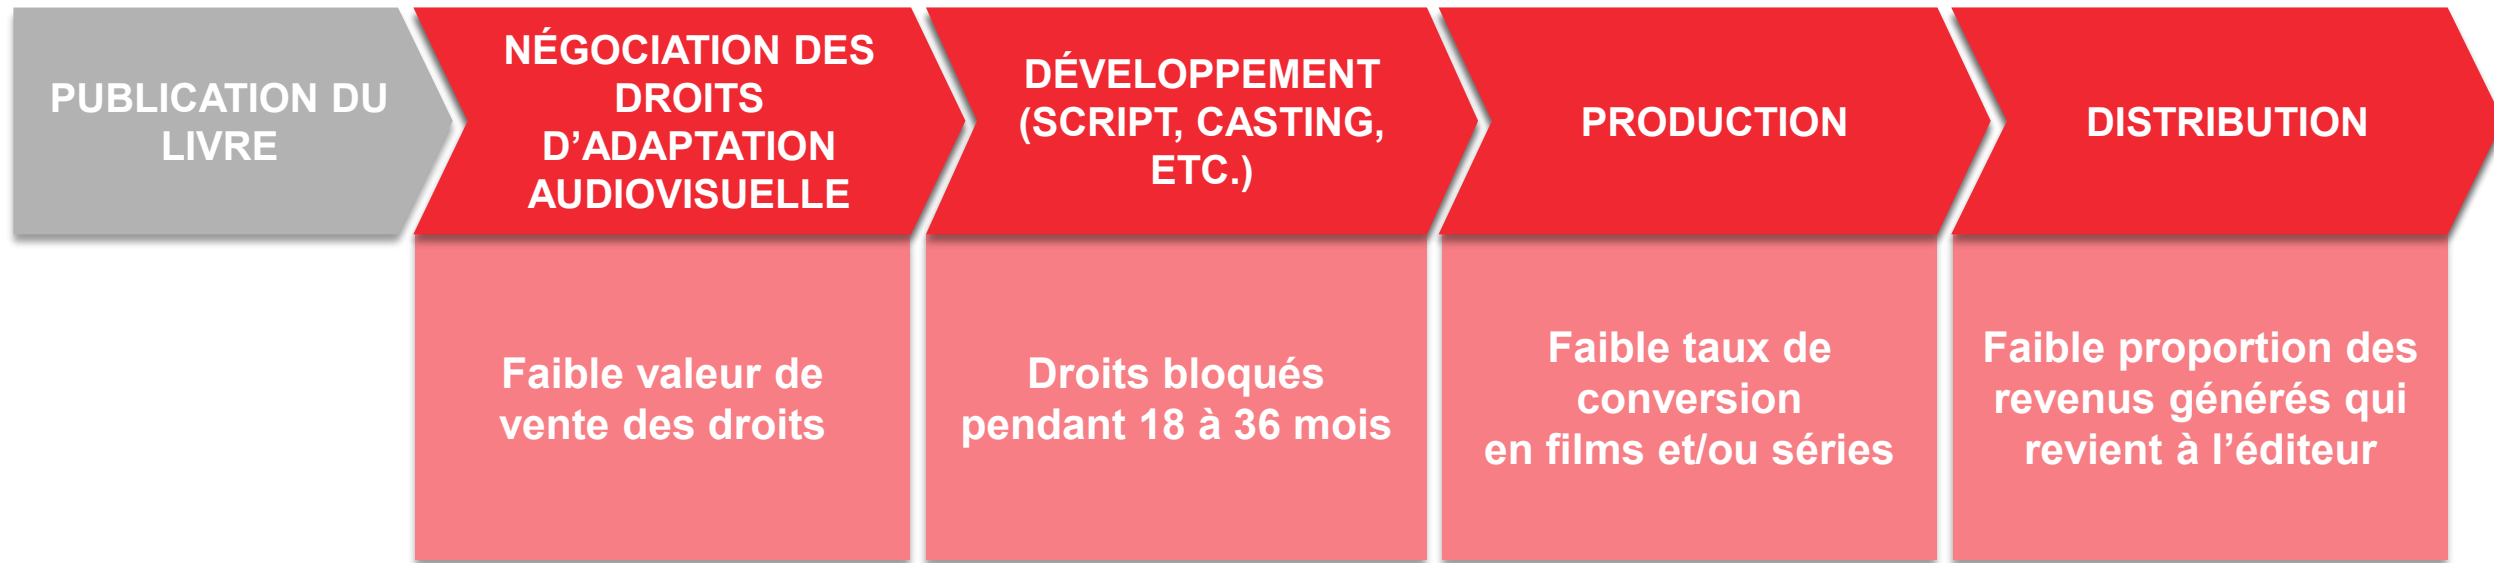 PUBLICATION DU
LIVRE
NÉGOCIATION DES
DROITS
D’ADAPTATION
AUDIOVISUELLE
DÉVELOPPEMENT
(SCRIPT, CASTING,
ETC.)
PRODUCTION
DISTRIBUTION
Faible valeur de
vente des droits
Droits bloqués
pendant 18 à 36 mois
Faible taux de
conversion
en films et/ou séries
Faible proportion des
revenus générés qui
revient à l’éditeur